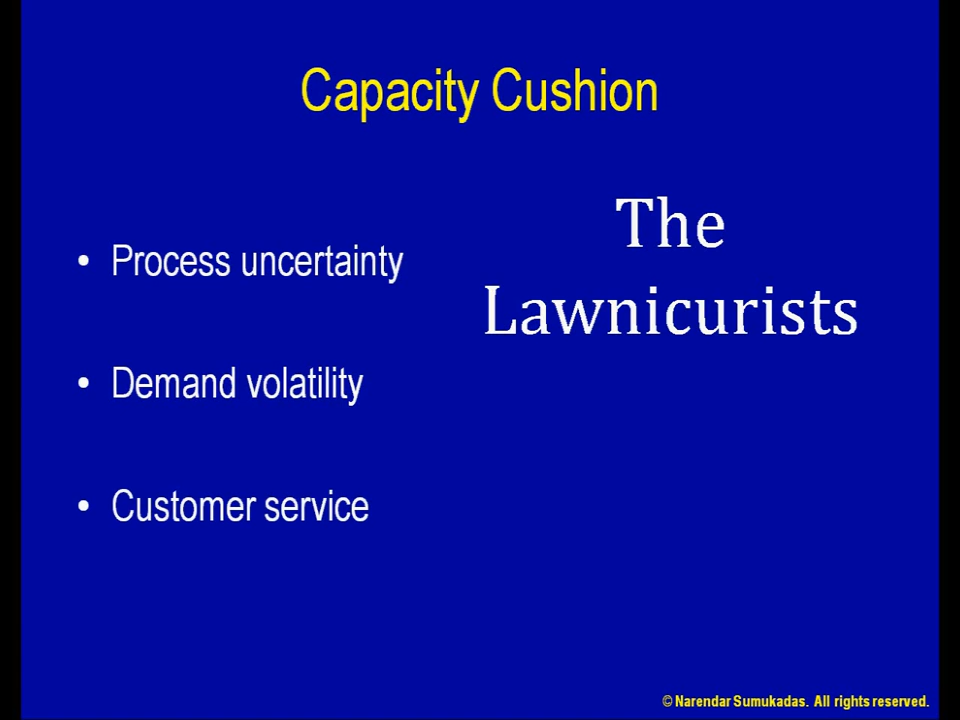 Capacity Cushion
• Process uncertainty
• Demand volatility
• Customer service
The
Lawnicurists
© Narendar Sumukadas. All rights reserved.